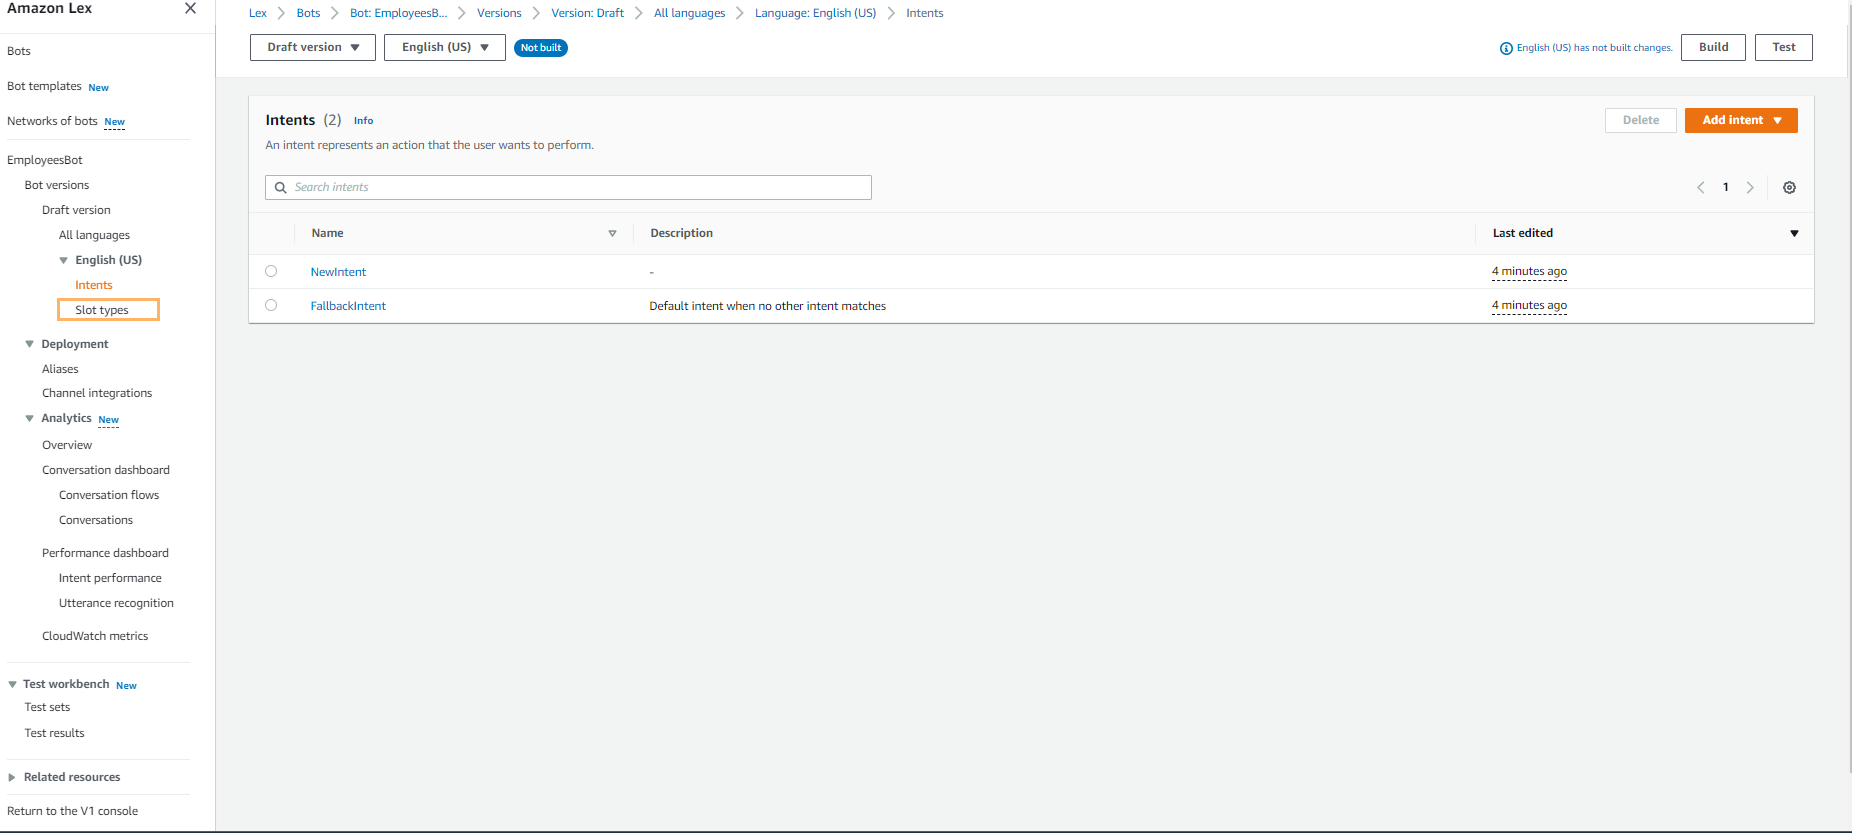 Amazon Lex
Bots
Bot templates New
Networks of bots New
EmployeesBot
Bot versions
Draft version
All languages
English (US)
Intents
Slot types
Deployment
Aliases
Channel integrations
Analytics New
Overview
Conversation dashboard
Conversation flows
Conversations
Performance dashboard
Intent performance
Utterance recognition
CloudWatch metrics
Test workbench New
Test sets
Test results
Related resources
Return to the V1 console
Lex Bots Bot: EmployeesB... Versions Version: Draft All languages Language: English (US) Intents
Draft version English (US) Not built English (US) has not built changes. Build Test
Intents (2) Info Delete Add intent
An intent represents an action that the user wants to perform.
Search intents 1
Name Description Last edited
NewIntent - 4 minutes ago
FallbackIntent Default intent when no other intent matches 4 minutes ago